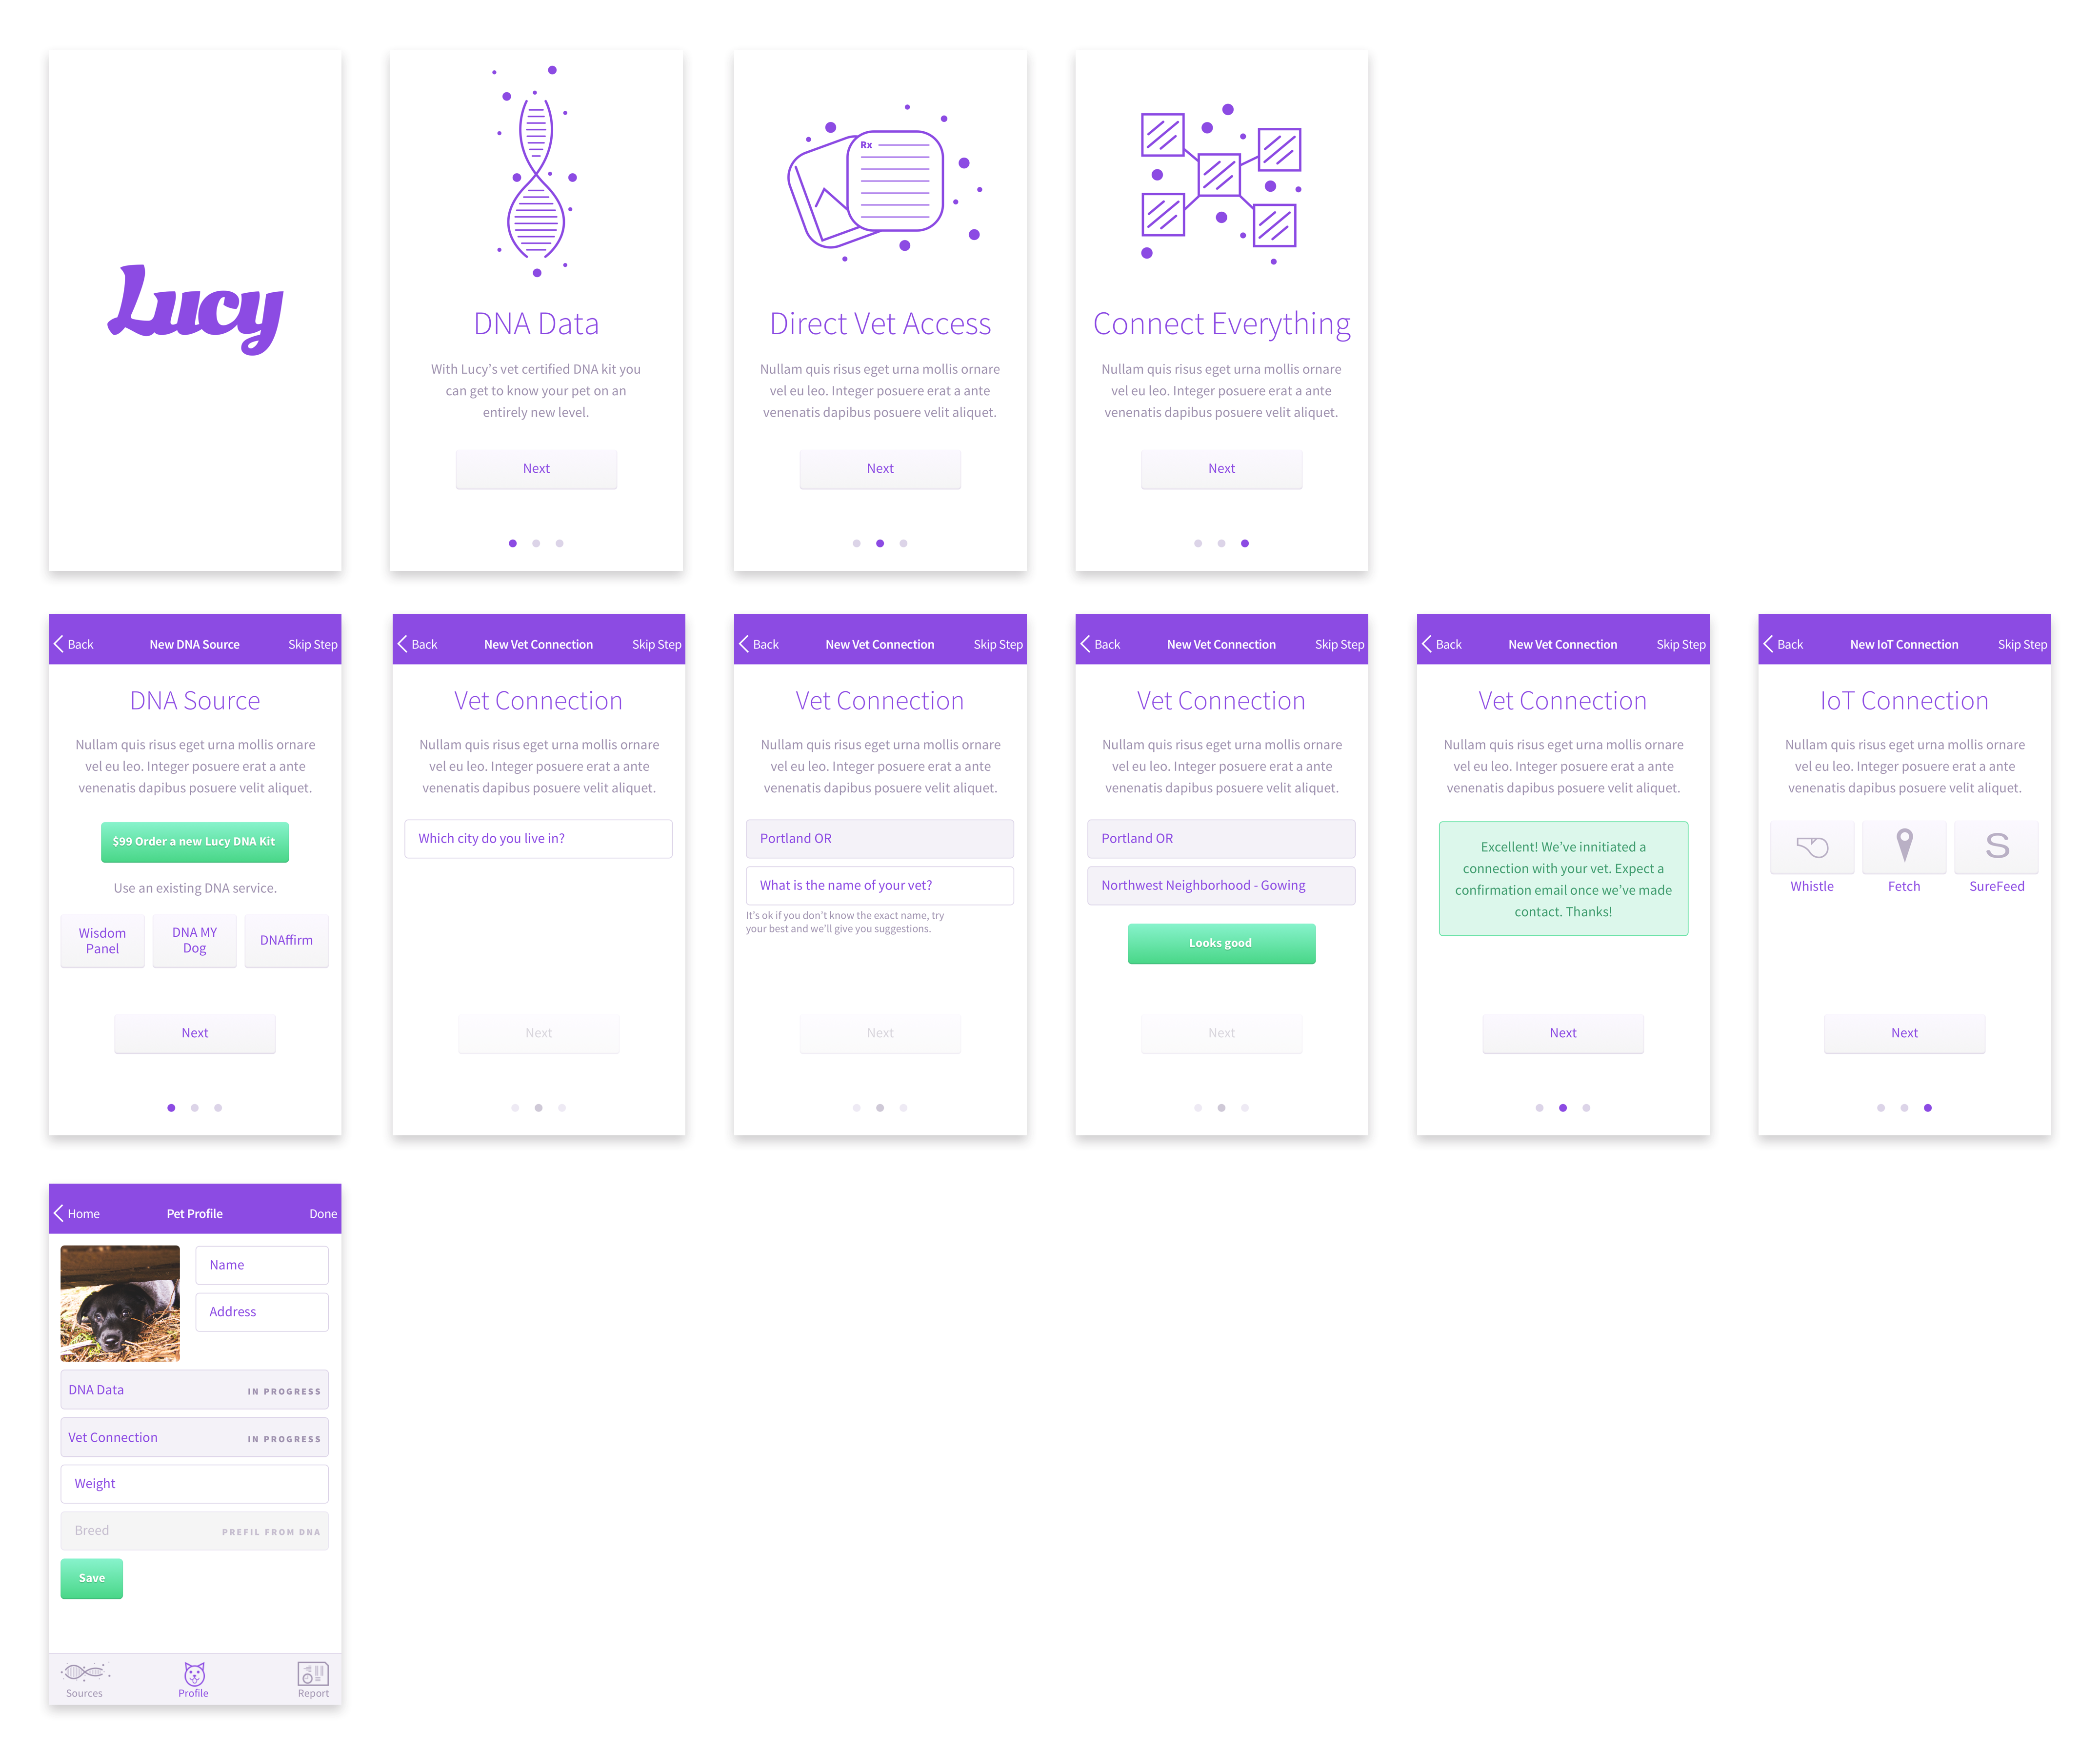 Lucy
DNA Data
With Lucy's vet certified DNA kit you
can get to know your pet on an
entirely new level.
Next
Rx
Direct Vet Access
Nullam quis risus eget urna mollis ornare
vel eu leo. Integer posuere erat a ante
venenatis dapibus posuere velit aliquet.
Next
Connect Everything
Nullam quis risus eget urna mollis ornare
vel eu leo. Integer posuere erat a ante
venenatis dapibus posuere velit aliquet.
Next
Back New DNA Source Skip Step
DNA Source
Nullam quis risus eget urna mollis ornare
vel eu leo. Integer posuere erat a ante
venenatis dapibus posuere velit aliquet.
$99 Order a new Lucy DNA Kit
Use an existing DNA service.
Wisdom
Panel
DNA MY
Dog
DNAffirm
Next
Back New Vet Connection Skip Step
Vet Connection
Nullam quis risus eget urna mollis ornare
vel eu leo. Integer posuere erat a ante
venenatis dapibus posuere velit aliquet.
Which city do you live in?
Next
Back New Vet Connection Skip Step
Vet Connection
Nullam quis risus eget urna mollis ornare
vel eu leo. Integer posuere erat a ante
venenatis dapibus posuere velit aliquet.
Portland OR
What is the name of your vet?
It's ok if you don't know the exact name, try
your best and we'll give you suggestions.
Next
Back New Vet Connection Skip Step
Vet Connection
Nullam quis risus eget urna mollis ornare
vel eu leo. Integer posuere erat a ante
venenatis dapibus posuere velit aliquet.
Portland OR
Northwest Neighborhood - Gowing
Looks good
Next
Back New Vet Connection Skip Step
Vet Connection
Nullam quis risus eget urna mollis ornare
vel eu leo. Integer posuere erat a ante
venenatis dapibus posuere velit aliquet.
Excellent! We've innitiated a
connection with your vet. Expect a
confirmation email once we've made
contact. Thanks!
Next
Back New IoT Connection Skip Step
IoT Connection
Nullam quis risus eget urna mollis ornare
vel eu leo. Integer posuere erat a ante
venenatis dapibus posuere velit aliquet.
S
Whistle Fetch SureFeed
Next
Home Pet Profile Done
Name
Address
DNA Data IN PROGRESS
Vet Connection IN PROGRESS
Weight
Breed PREFIL FROM DNA
Save
Sources Profile Report